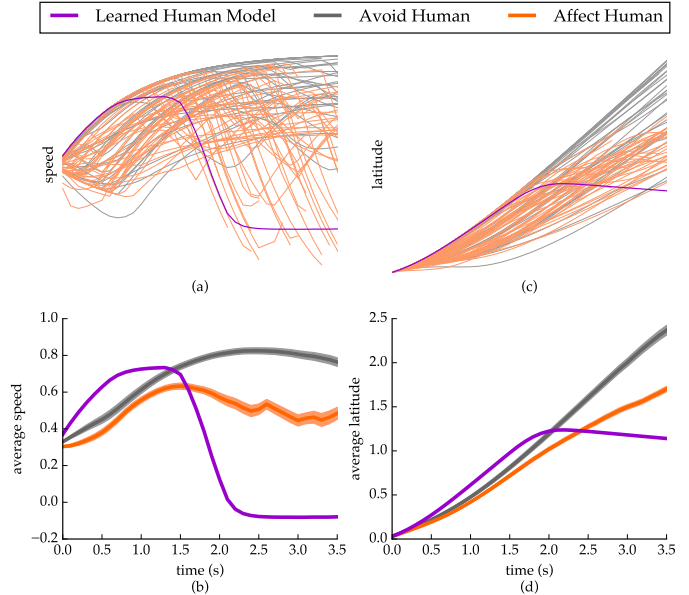 Learned Human Model Avoid Human Affect Human
speed
(a)
latitude
(c)
average speed
1.0
0.8
0.6
0.4
0.2
0.0
−0.2
0.0 0.5 1.0 1.5 2.0 2.5 3.0 3.5
time (s)
(b)
average latitude
2.5
2.0
1.5
1.0
0.5
0.0
0.0 0.5 1.0 1.5 2.0 2.5 3.0 3.5
time (s)
(d)